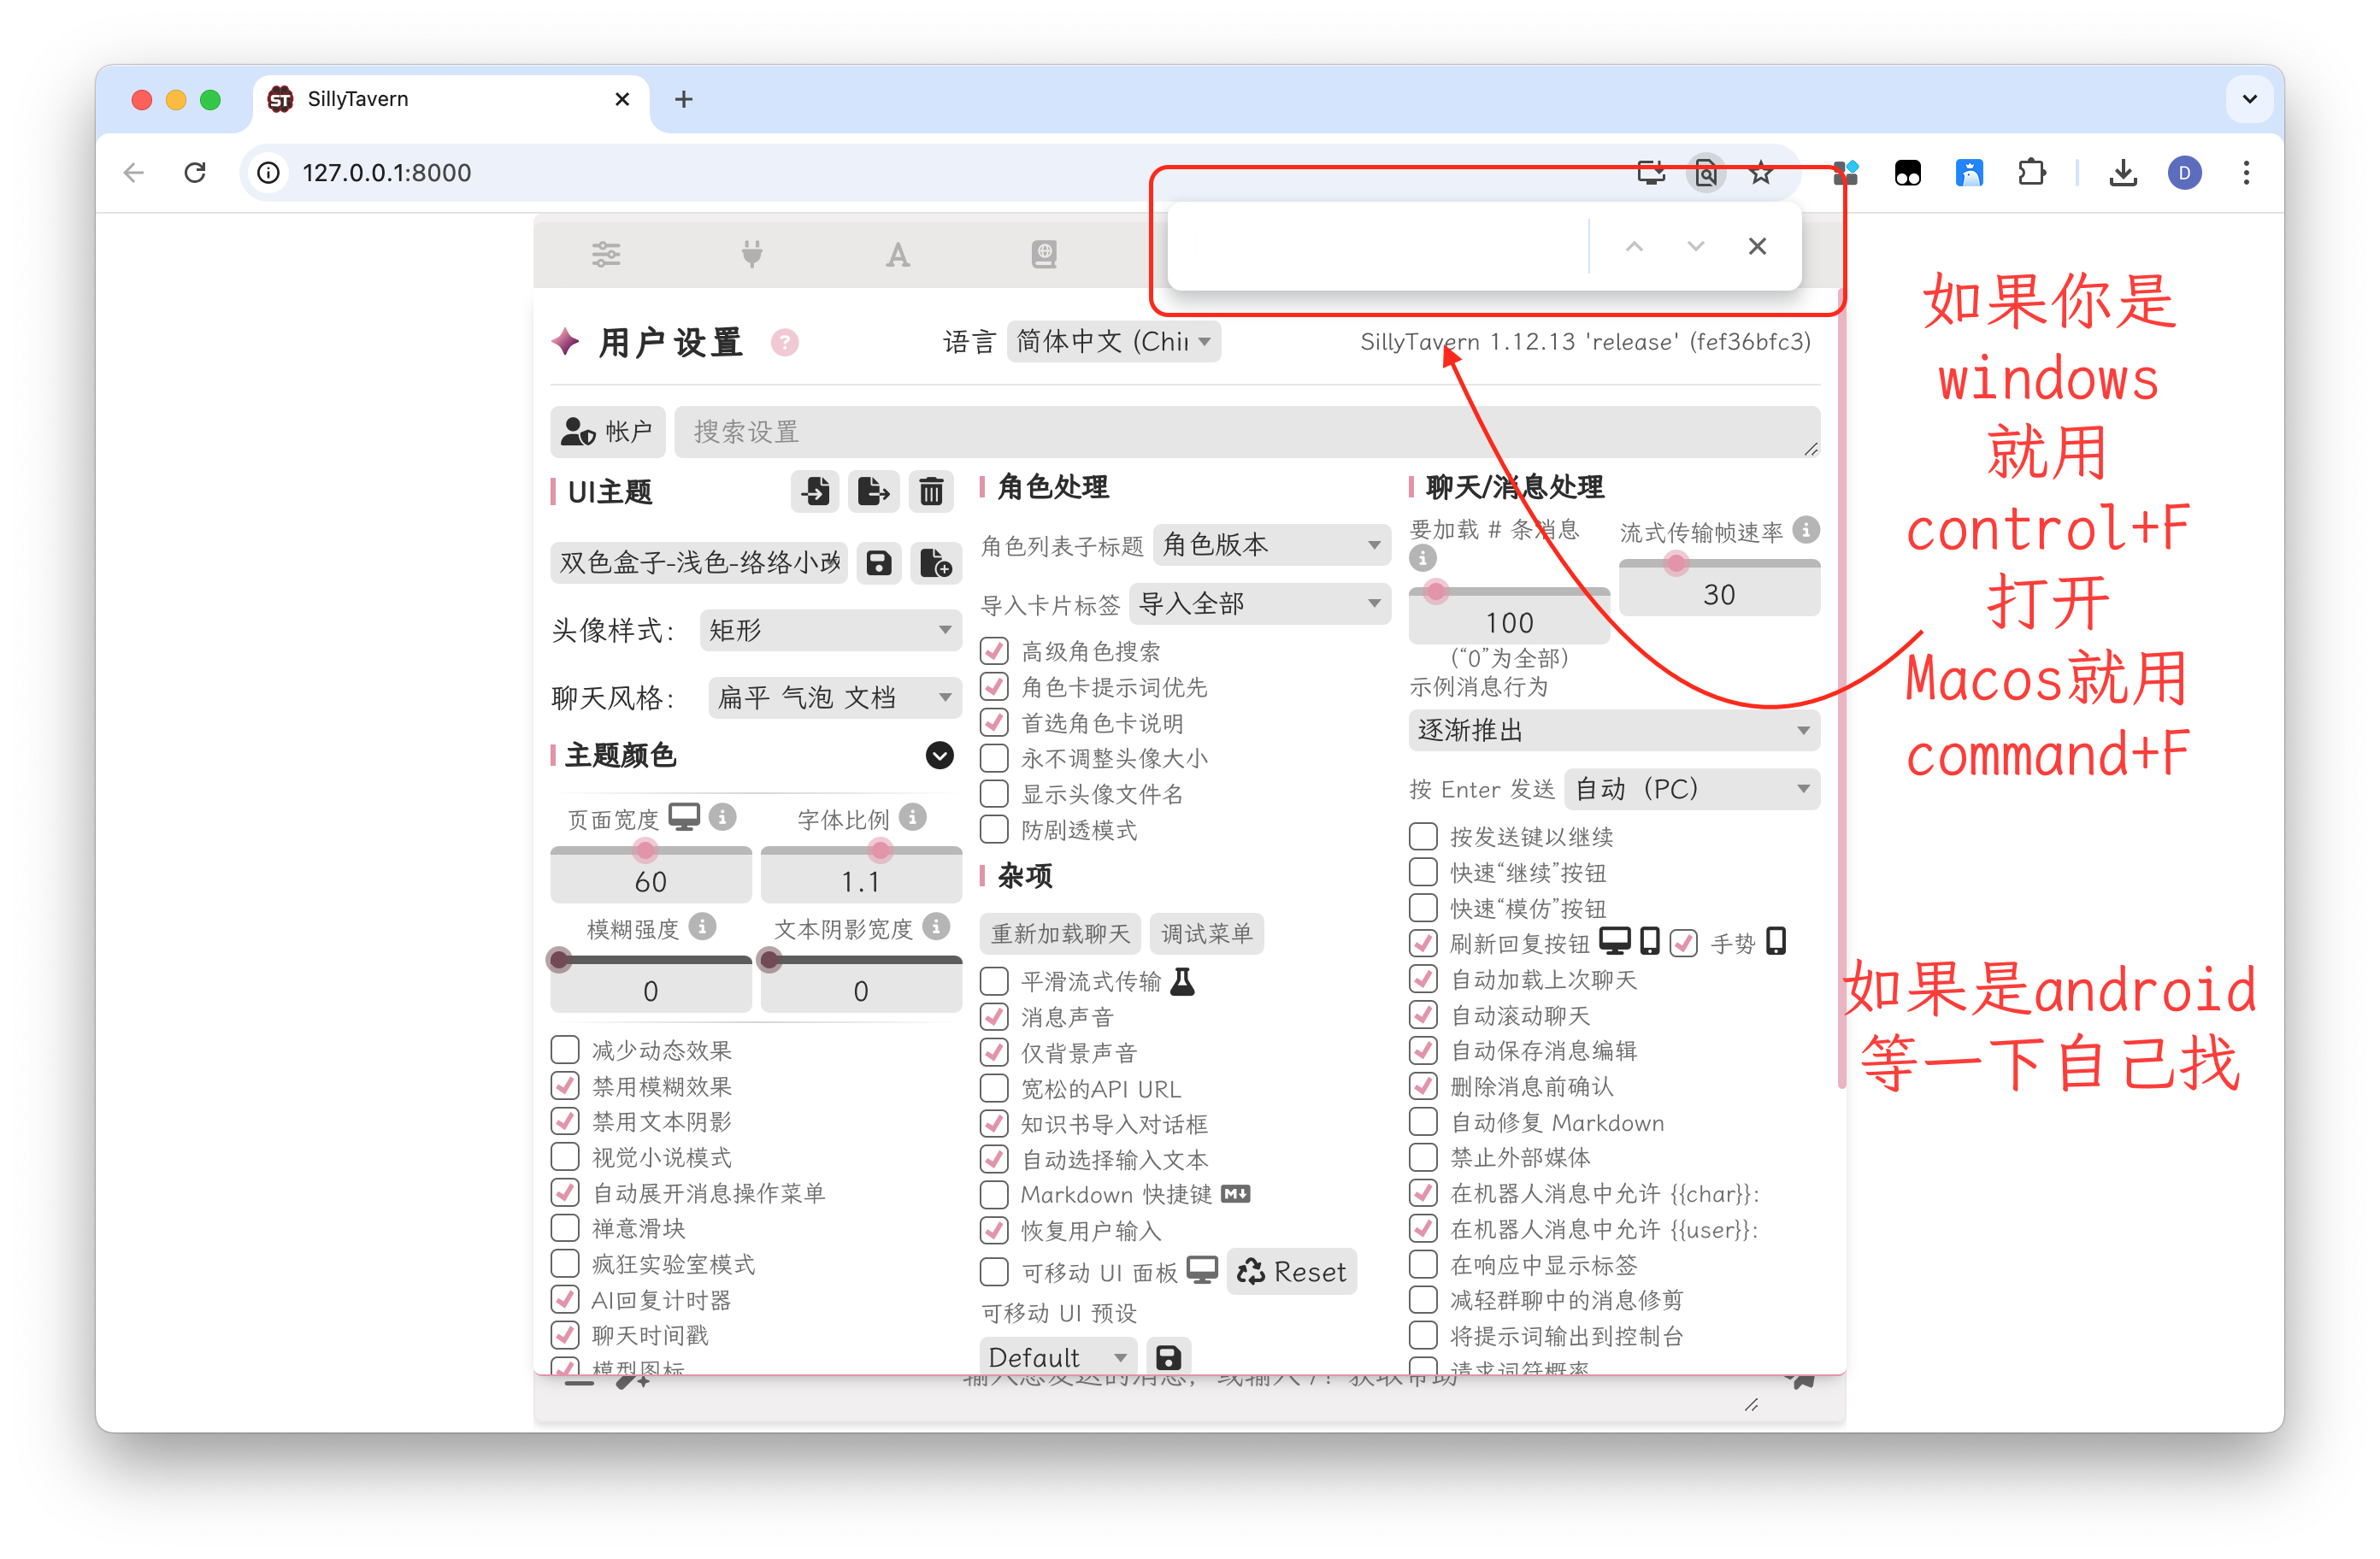 SillyTavern
127.0.0.1:8000
用户设置
语言 简体中文 (Chin
SillyTavern 1.12.13 'release' (fef36bfc3)
帐户
搜索设置
UI主题
双色盒子-浅色-络络小改
头像样式：
矩形
聊天风格：
扁平 气泡 文档
主题颜色
页面宽度
字体比例
60
1.1
模糊强度
文本阴影宽度
0
0
减少动态效果
禁用模糊效果
禁用文本阴影
视觉小说模式
自动展开消息操作菜单
禅意滑块
疯狂实验室模式
AI回复计时器
聊天时间戳
模型图标
角色处理
角色列表子标题 角色版本
导入卡片标签 导入全部
高级角色搜索
角色卡提示词优先
首选角色卡说明
永不调整头像大小
显示头像文件名
防剧透模式
杂项
重新加载聊天 调试菜单
平滑流式传输
消息声音
仅背景声音
宽松的API URL
知识书导入对话框
自动选择输入文本
Markdown 快捷键
恢复用户输入
可移动 UI 面板 Reset
可移动 UI 预设
Default
聊天/消息处理
要加载 # 条消息
流式传输帧速率
100
30
(“0”为全部)
示例消息行为
逐渐推出
按 Enter 发送 自动（PC）
按发送键以继续
快速“继续”按钮
快速“模仿”按钮
刷新回复按钮 手势
自动加载上次聊天
自动滚动聊天
自动保存消息编辑
删除消息前确认
自动修复 Markdown
禁止外部媒体
在机器人消息中允许 {{char}}:
在机器人消息中允许 {{user}}:
在响应中显示标签
减轻群聊中的消息修剪
将提示词输出到控制台
请求词符概率
输入您发送的消息，或输入 /? 获取帮助
如果你是
windows
就用
control+F
打开
Macos就用
command+F
如果是android
等一下自己找
D